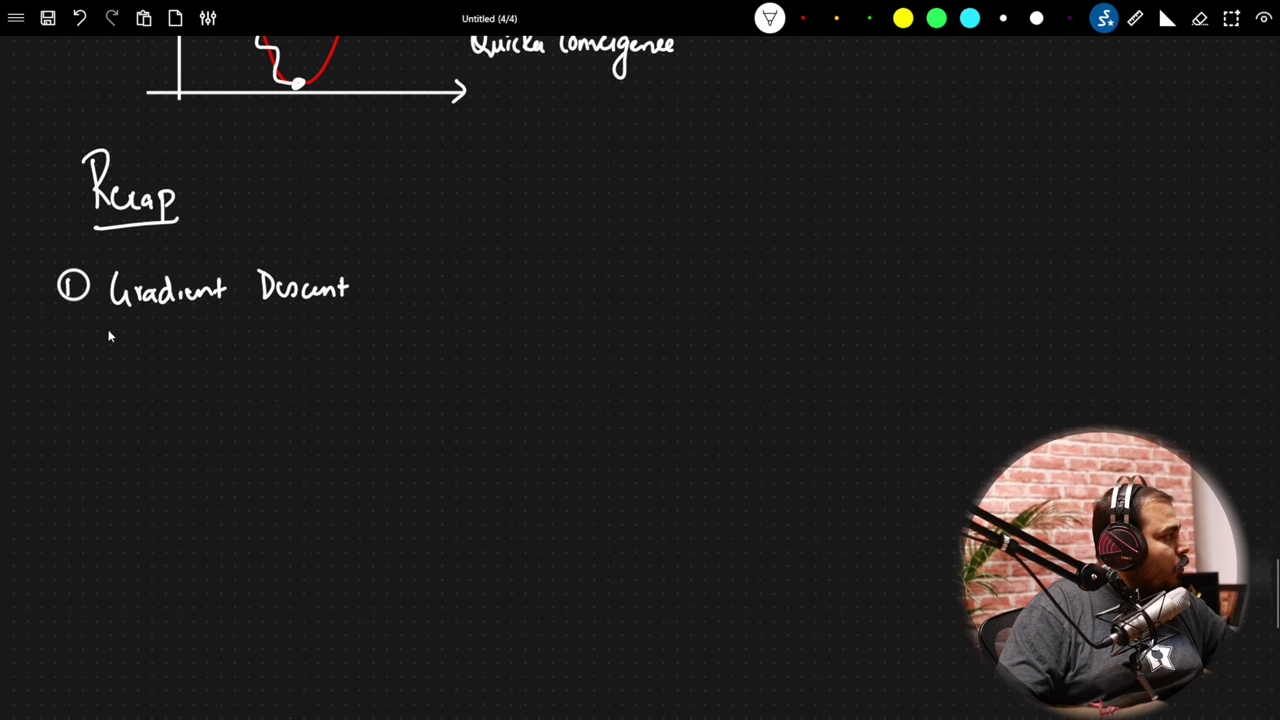 Untitled (4/4)
Quicker Convergence
Recap
① Gradient Descent